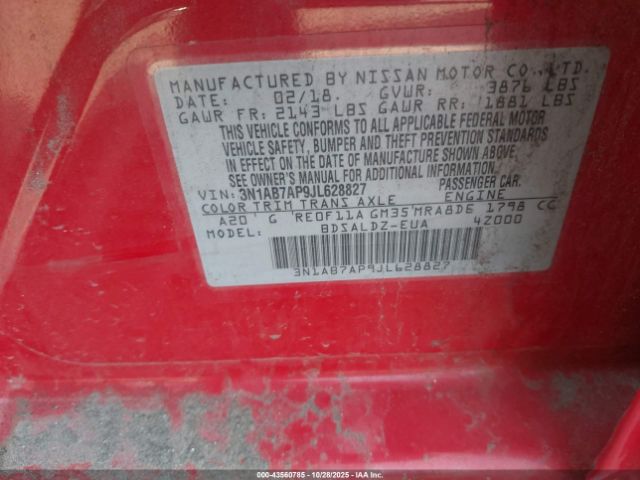 MANUFACTURED BY NISSAN MOTOR CO., LTD.
DATE: 02/18. GVWR: 3876 LBS
GAWR FR: 2143 LBS GAWR RR: 1881 LBS
THIS VEHICLE CONFORMS TO ALL APPLICABLE FEDERAL MOTOR
VEHICLE SAFETY, BUMPER AND THEFT PREVENTION STANDARDS
IN EFFECT ON THE DATE OF MANUFACTURE SHOWN ABOVE.
SEE OWNER'S MANUAL FOR ADDITIONAL INFORMATION.
VIN: 3N1AB7AP9JL628827 PASSENGER CAR.
COLOR TRIM TRANS AXLE ENGINE
A20 G RE0F11A GM35 MRA8DE 1798 CC
MODEL: BDSALDZ-EUA 4Z000
3N1AB7AP9JL628827
000-43560785 - 10/28/2025 - IAAI.CA